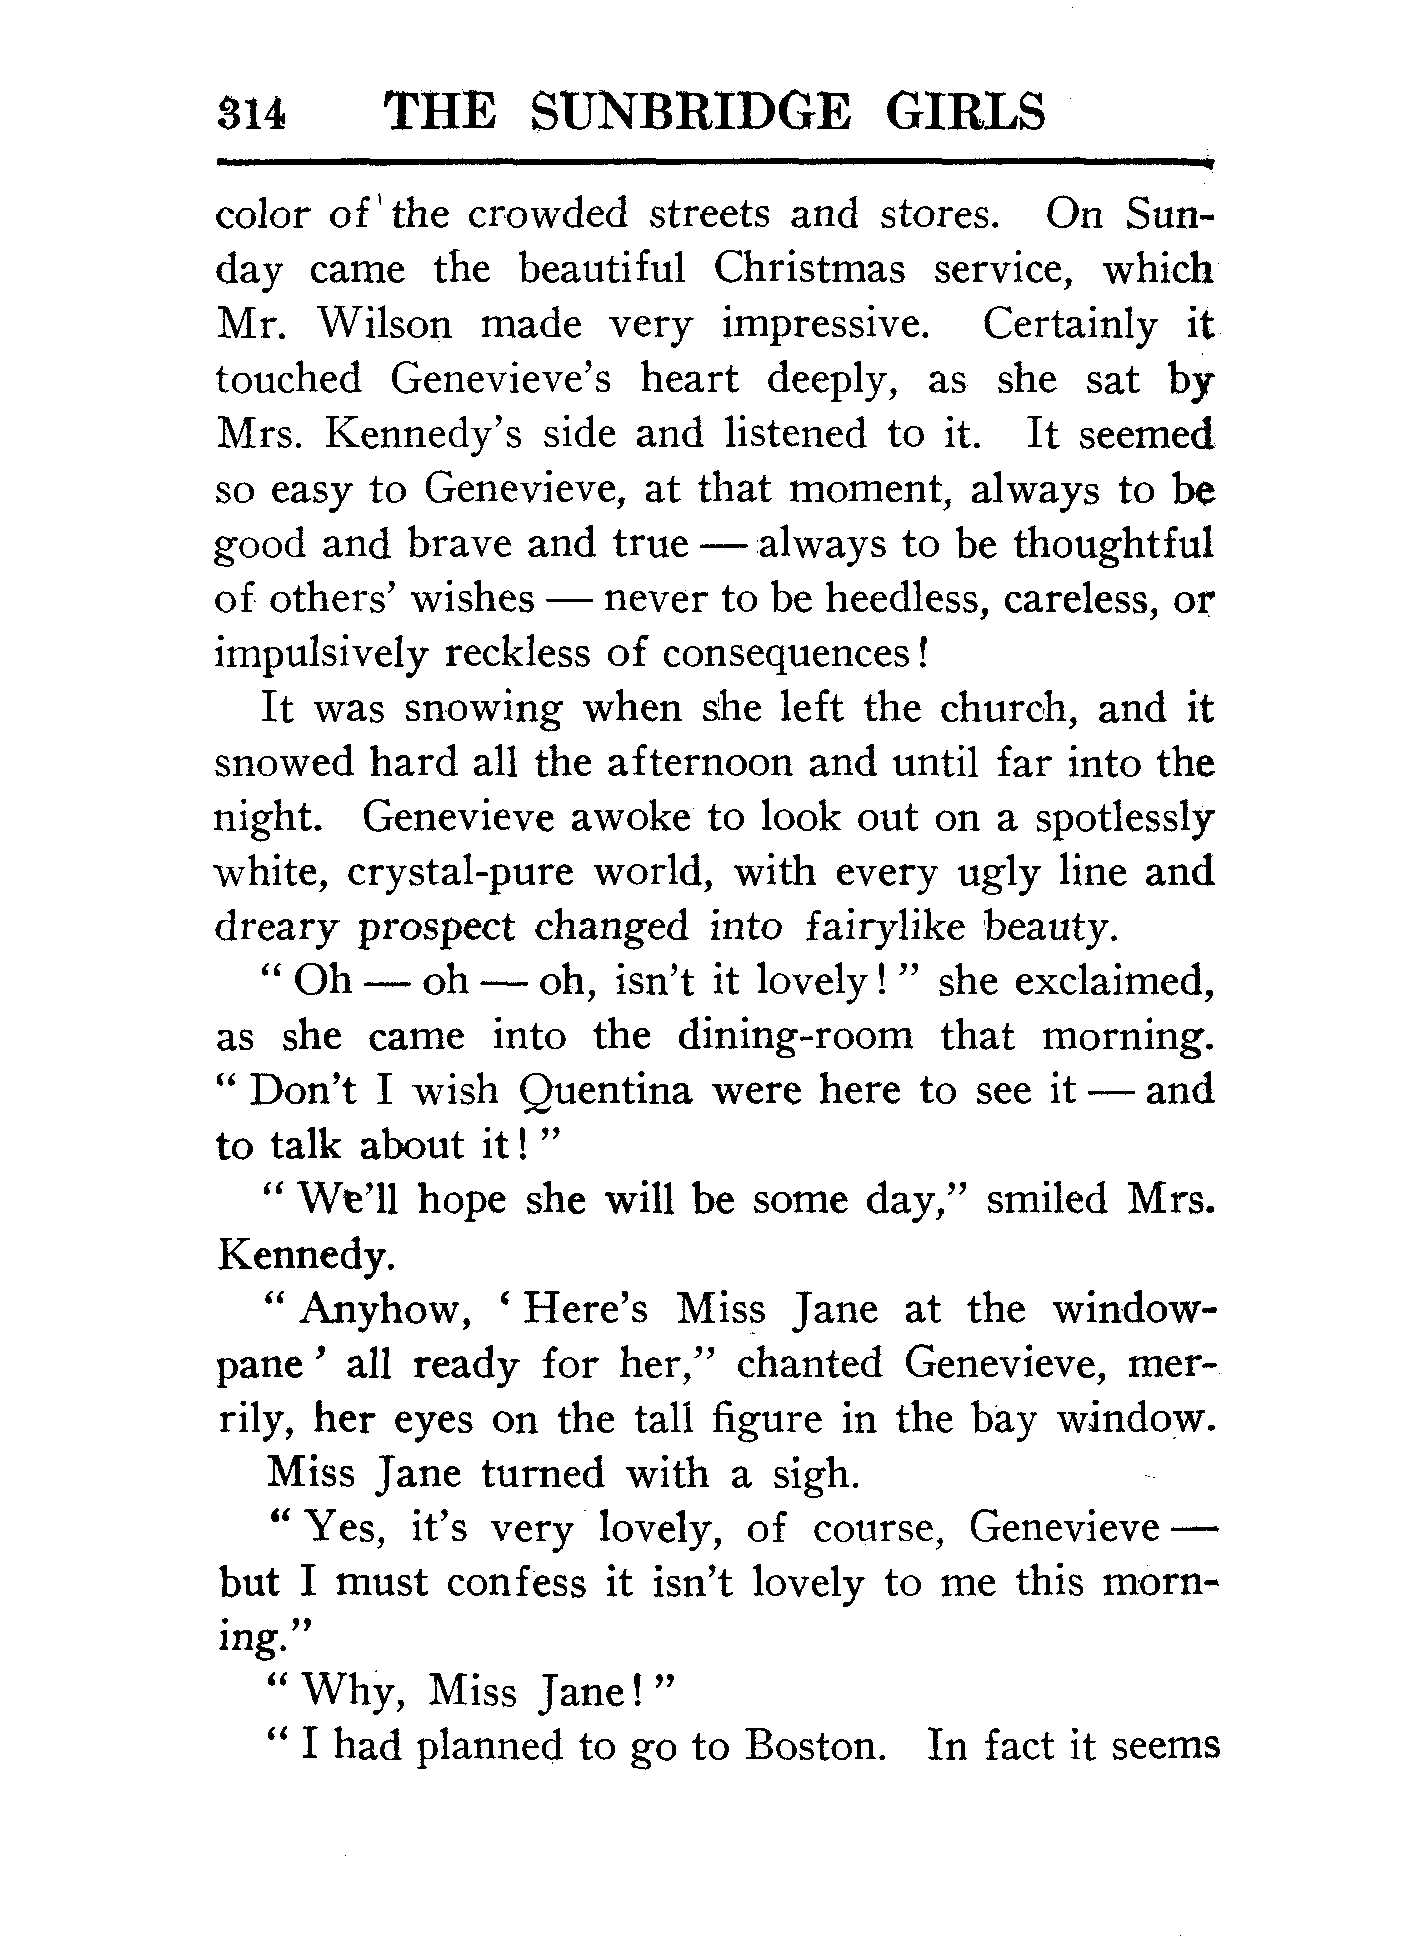 314 THE SUNBRIDGE GIRLS
color of the crowded streets and stores. On Sun-
day came the beautiful Christmas service, which
Mr. Wilson made very impressive. Certainly it
touched Genevieve's heart deeply, as she sat by
Mrs. Kennedy's side and listened to it. It seemed
so easy to Genevieve, at that moment, always to be
good and brave and true — always to be thoughtful
of others' wishes — never to be heedless, careless, or
impulsively reckless of consequences!
It was snowing when she left the church, and it
snowed hard all the afternoon and until far into the
night. Genevieve awoke to look out on a spotlessly
white, crystal-pure world, with every ugly line and
dreary prospect changed into fairylike beauty.
" Oh — oh — oh, isn't it lovely! " she exclaimed,
as she came into the dining-room that morning.
" Don't I wish Quentina were here to see it — and
to talk about it! "
" We'll hope she will be some day," smiled Mrs.
Kennedy.
" Anyhow, ' Here's Miss Jane at the window-
pane ' all ready for her," chanted Genevieve, mer-
rily, her eyes on the tall figure in the bay window.
Miss Jane turned with a sigh.
" Yes, it's very lovely, of course, Genevieve —
but I must confess it isn't lovely to me this morn-
ing."
" Why, Miss Jane! "
" I had planned to go to Boston. In fact it seems